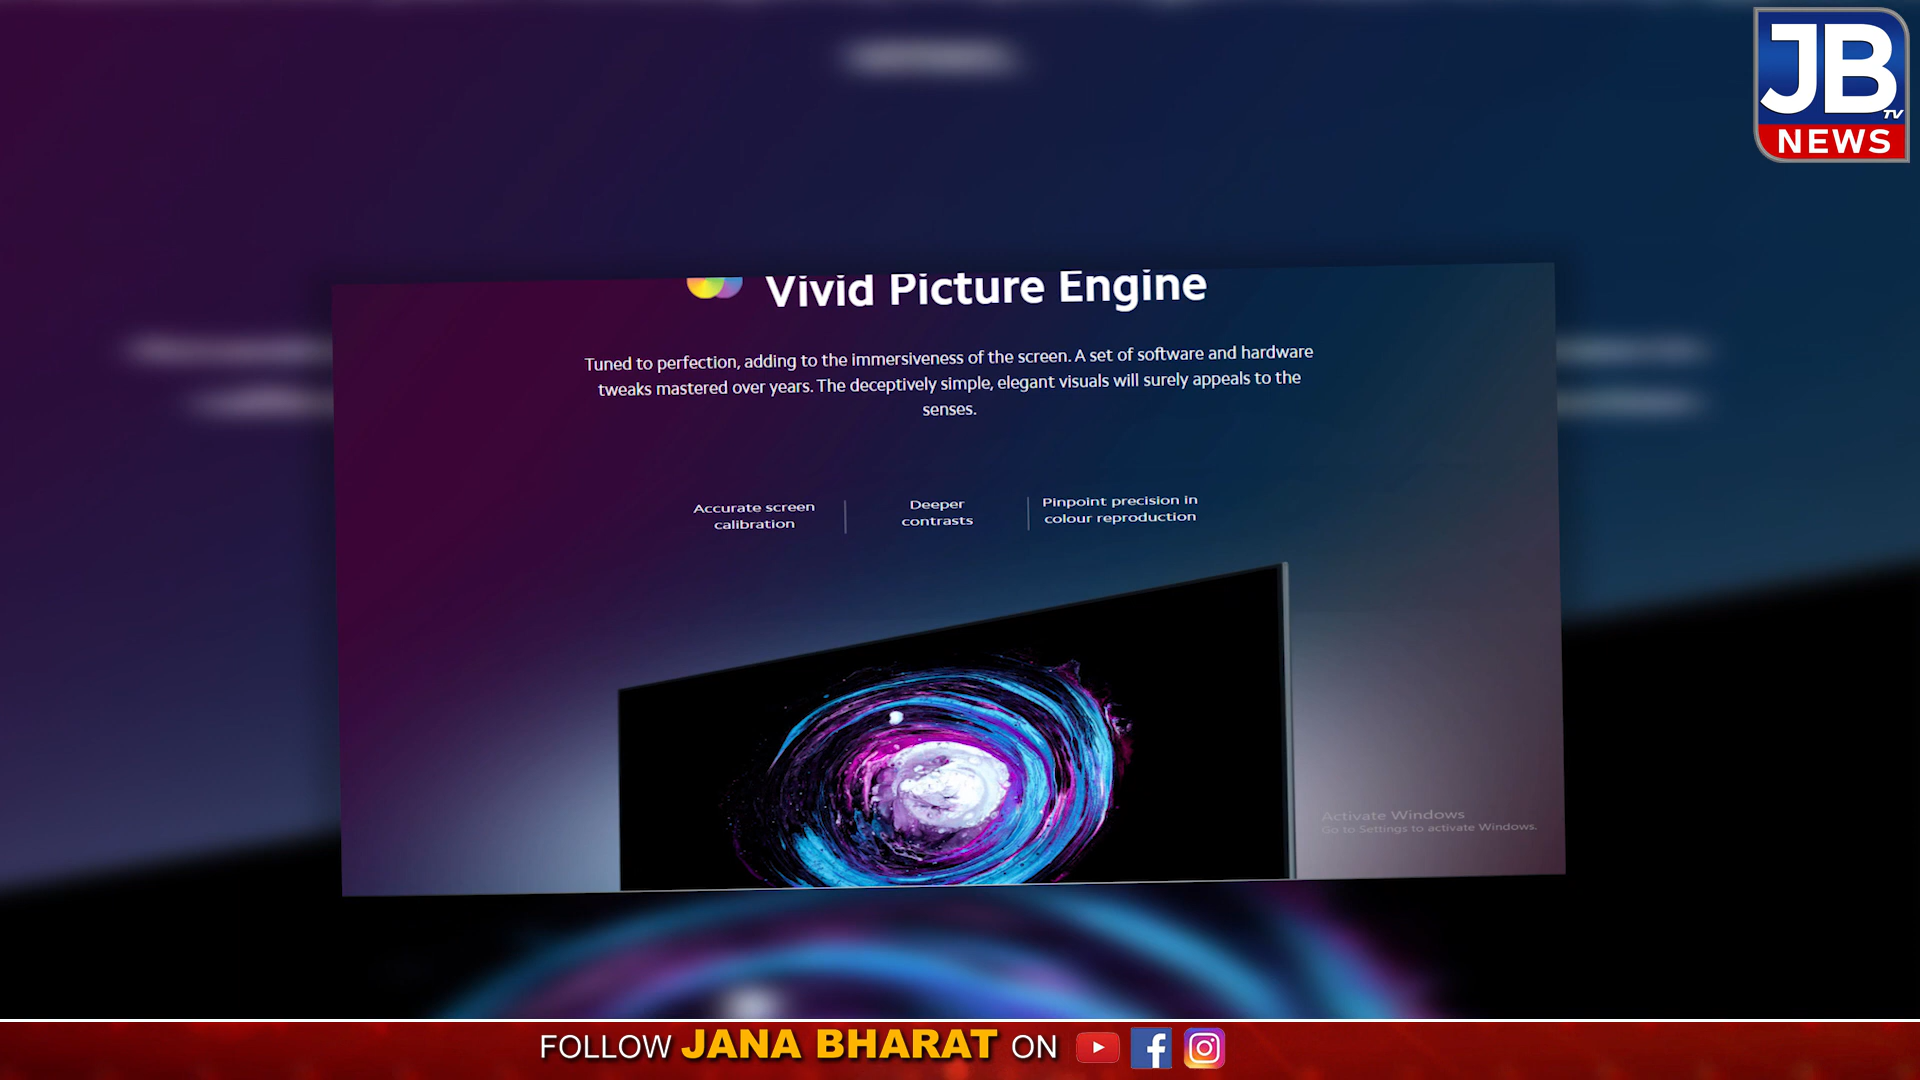 JB
TV
NEWS
Vivid Picture Engine
Tuned to perfection, adding to the immersiveness of the screen. A set of software and hardware
tweaks mastered over years. The deceptively simple, elegant visuals will surely appeals to the
senses.
Accurate screen
calibration
Deeper
contrasts
Pinpoint precision in
colour reproduction
Activate Windows
Go to Settings to activate Windows.
FOLLOW JANA BHARAT ON